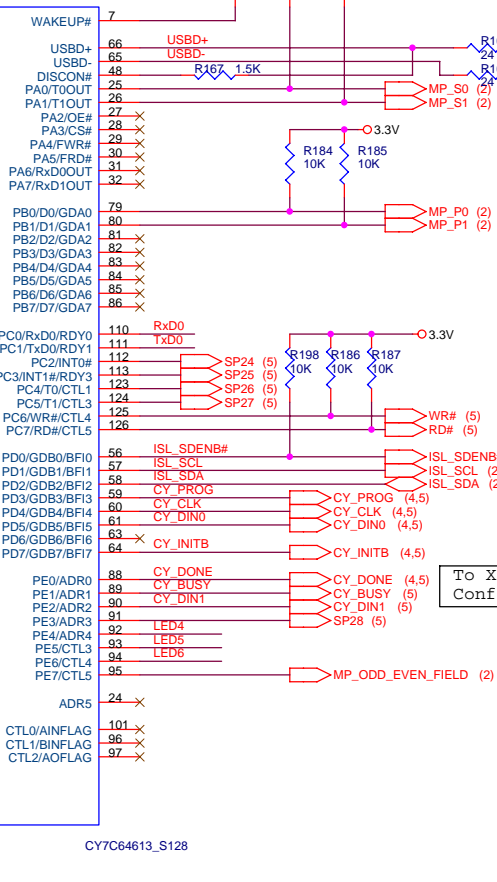 WAKEUP# 7
USBD+ 66 USBD+
USBD- 65 USBD-
DISCON# 48 R167 1.5K
PA0/T0OUT 25 MP_S0 (2)
PA1/T1OUT 26 MP_S1 (2)
PA2/OE# 27
PA3/CS# 28
PA4/FWR# 29
PA5/FRD# 30
PA6/RxD0OUT 31
PA7/RxD1OUT 32
3.3V
R184 R185
10K 10K
PB0/D0/GDA0 79 MP_P0 (2)
PB1/D1/GDA1 80 MP_P1 (2)
PB2/D2/GDA2 81
PB3/D3/GDA3 82
PB4/D4/GDA4 83
PB5/D5/GDA5 84
PB6/D6/GDA6 85
PB7/D7/GDA7 86
PC0/RxD0/RDY0 110 RxD0
PC1/TxD0/RDY1 111 TxD0
PC2/INT0# 112 SP24 (5)
PC3/INT1#/RDY3 113 SP25 (5)
PC4/T0/CTL1 123 SP26 (5)
PC5/T1/CTL3 124 SP27 (5)
PC6/WR#/CTL4 125 WR# (5)
PC7/RD#/CTL5 126 RD# (5)
3.3V
R198 R186 R187
10K 10K 10K
PD0/GDB0/BFI0 56 ISL_SDENB# ISL_SDENB
PD1/GDB1/BFI1 57 ISL_SCL ISL_SCL (2
PD2/GDB2/BFI2 58 ISL_SDA ISL_SDA (2
PD3/GDB3/BFI3 59 CY_PROG CY_PROG (4,5)
PD4/GDB4/BFI4 60 CY_CLK CY_CLK (4,5)
PD5/GDB5/BFI5 61 CY_DIN0 CY_DIN0 (4,5)
PD6/GDB6/BFI6 63
PD7/GDB7/BFI7 64 CY_INITB CY_INITB (4,5)
PE0/ADR0 88 CY_DONE CY_DONE (4,5)
PE1/ADR1 89 CY_BUSY CY_BUSY (5)
PE2/ADR2 90 CY_DIN1 CY_DIN1 (5)
PE3/ADR3 91 SP28 (5)
PE4/ADR4 92 LED4
PE5/CTL3 93 LED5
PE6/CTL4 94 LED6
PE7/CTL5 95 MP_ODD_EVEN_FIELD (2)
To X
Conf
ADR5 24
CTL0/AINFLAG 101
CTL1/BINFLAG 96
CTL2/AOFLAG 97
CY7C64613_S128